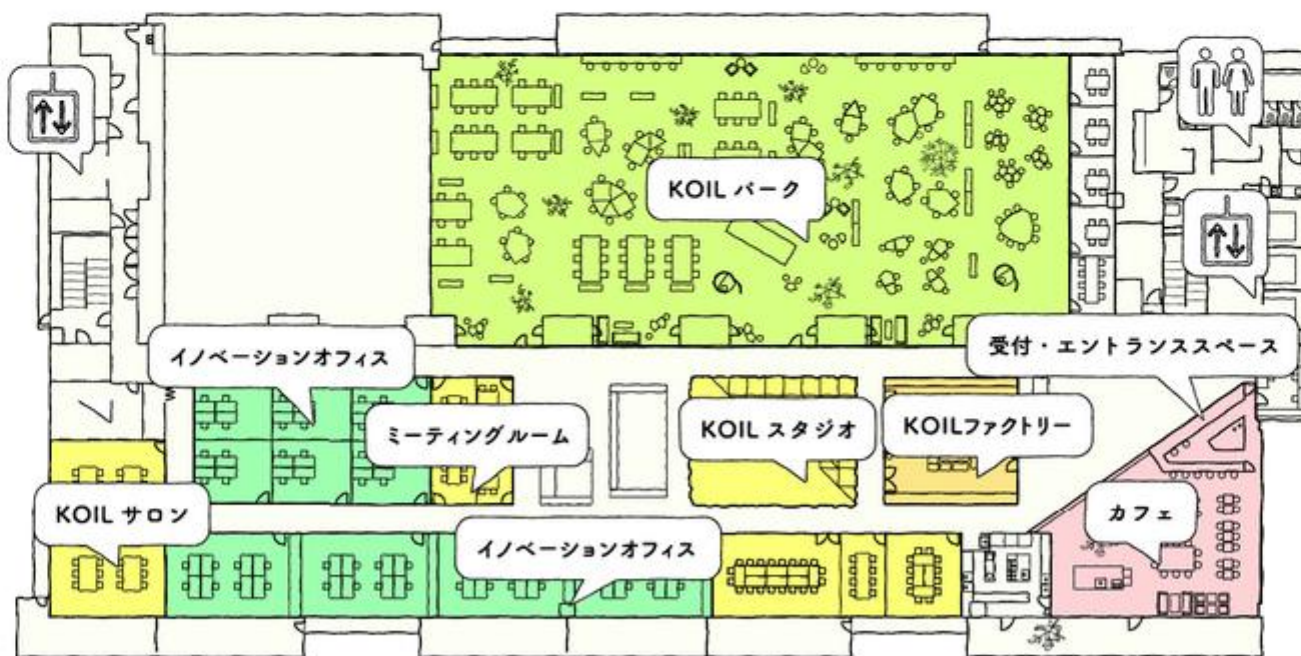 KOIL パーク
イノベーションオフィス
受付・エントランススペース
ミーティングルーム
KOIL スタジオ
KOILファクトリー
KOIL サロン
イノベーションオフィス
カフェ